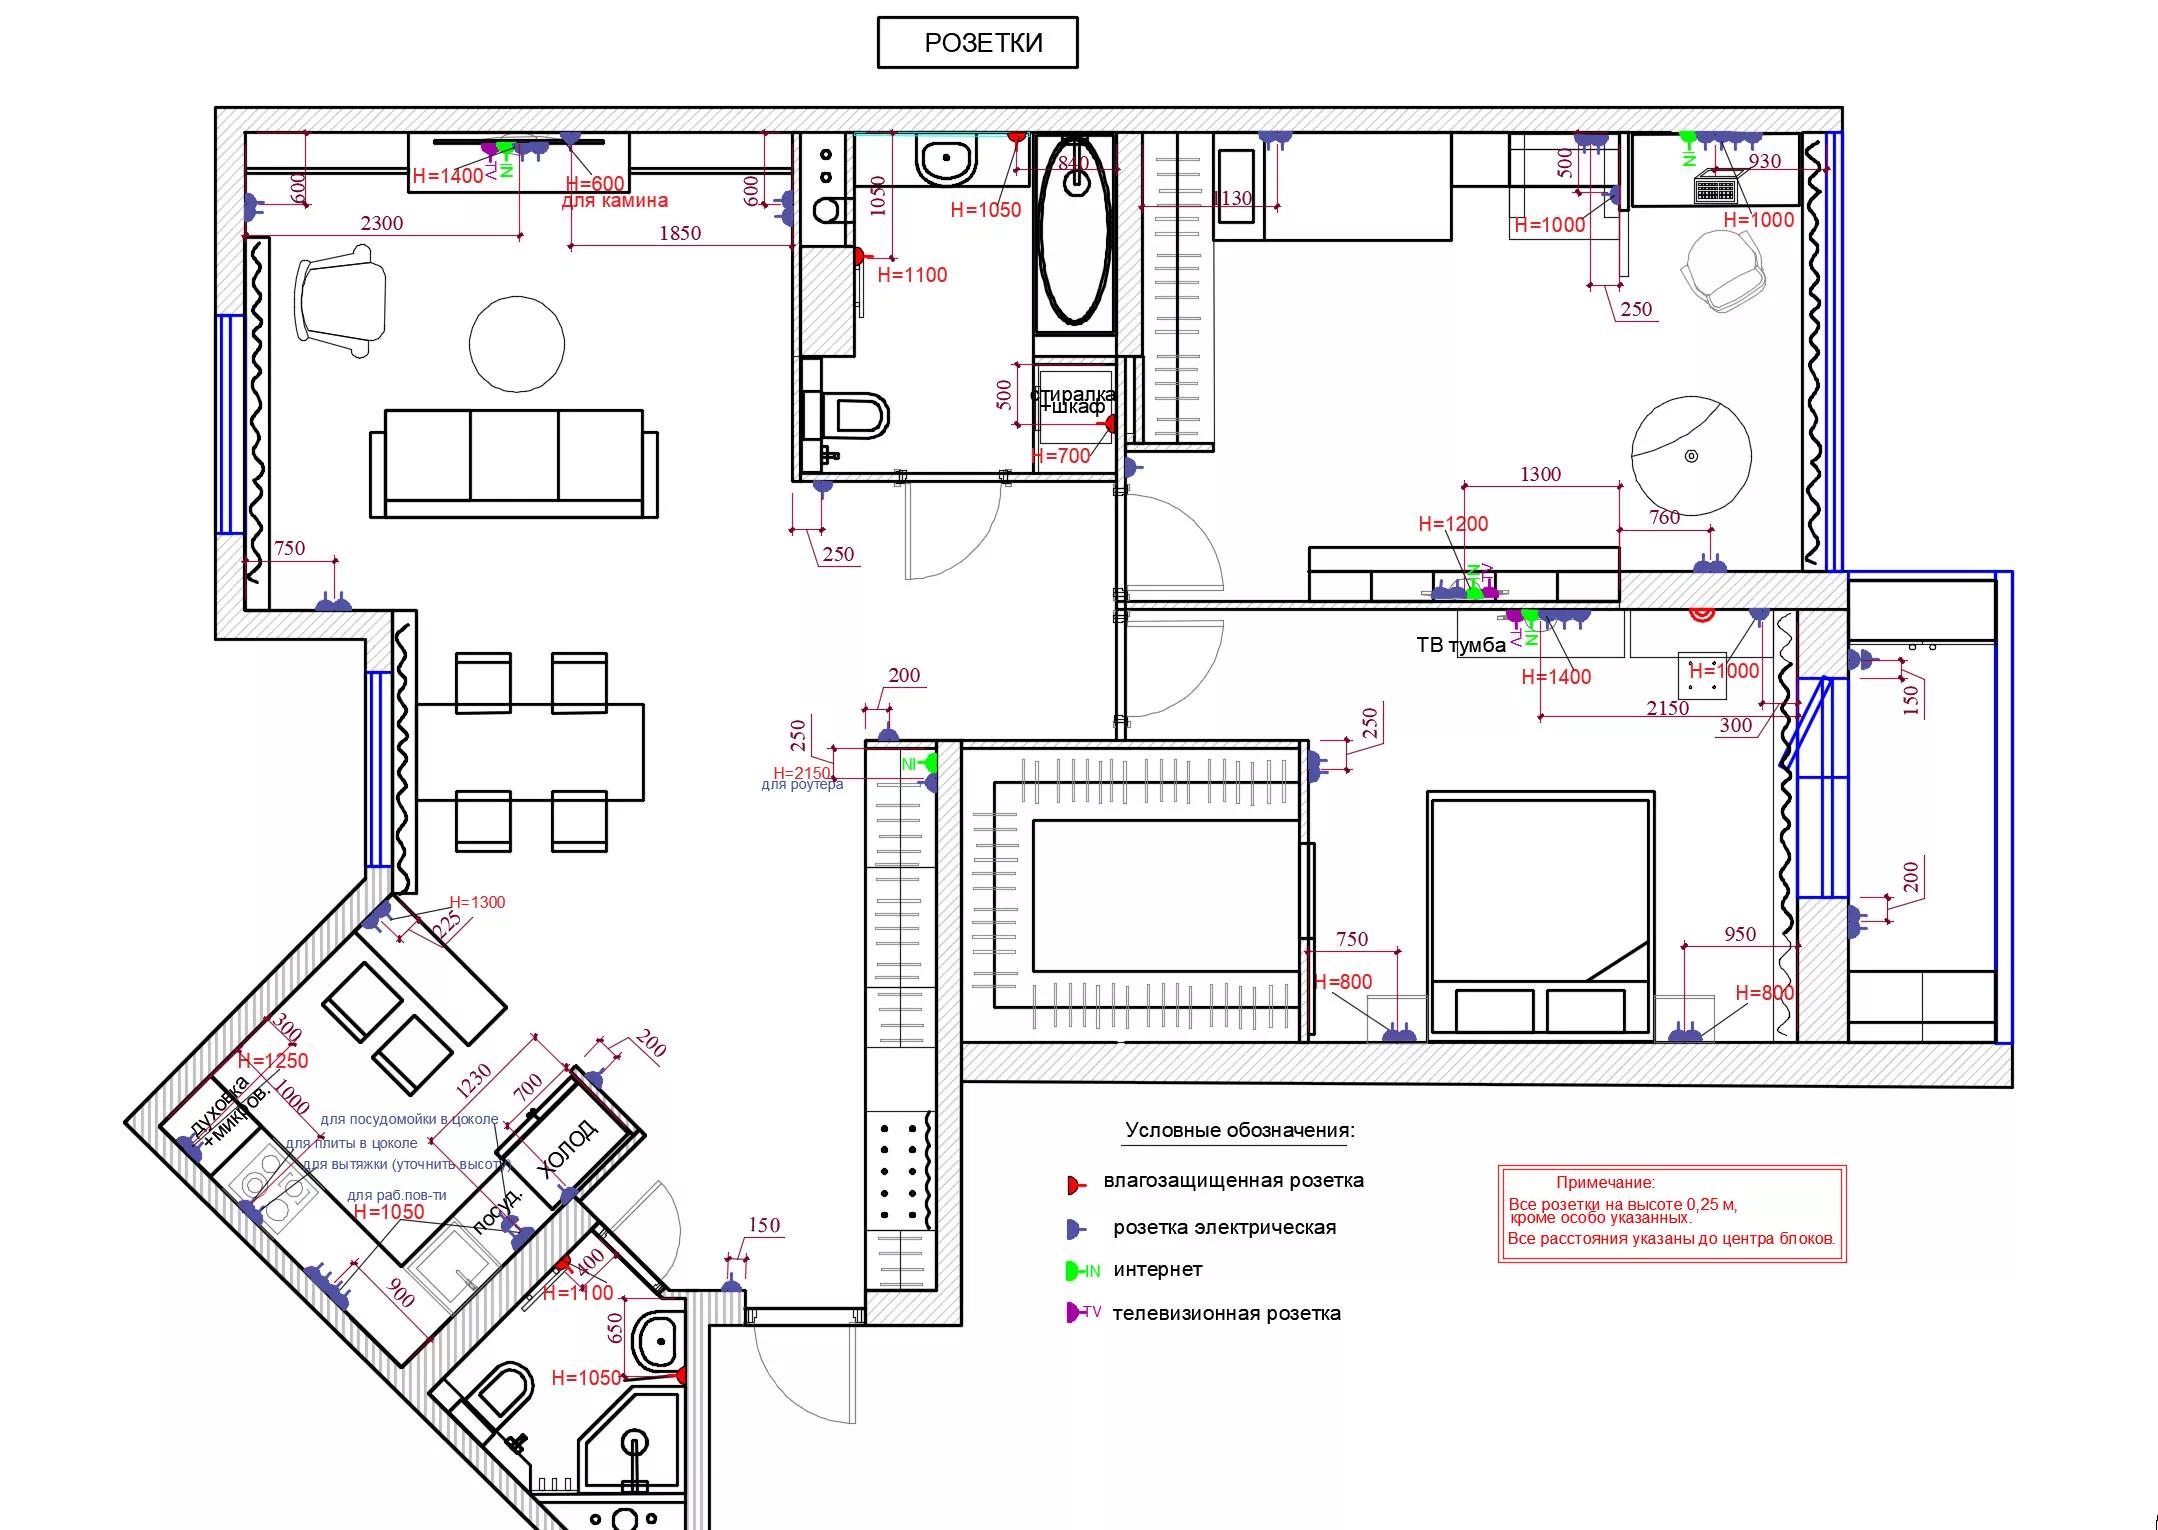 РОЗЕТКИ
600
H=1400
TV
IN
H=600
для камина
600
2300
1850
1050
840
H=1050
H=1100
1130
500
H=1000
IN
930
H=1000
250
500
стиралка
+шкаф
H=700
250
750
1300
H=1200
IN
TV
760
ТВ тумба
TV
IN
H=1400
H=1000
2150
300
150
200
250
H=2150
для роутера
IN
250
200
H=1300
225
750
H=800
950
H=800
300
H=1250
1000
духовка
+микров.
1230
700
200
для посудомойки в цоколе
для плиты в цоколе
для вытяжки (уточнить высоту)
для раб.пов-ти
H=1050
ХОЛОД
посуд.
900
400
H=1100
650
H=1050
150
Условные обозначения:
влагозащищенная розетка
розетка электрическая
IN интернет
TV телевизионная розетка
Примечание:
Все розетки на высоте 0,25 м,
кроме особо указанных.
Все расстояния указаны до центра блоков.